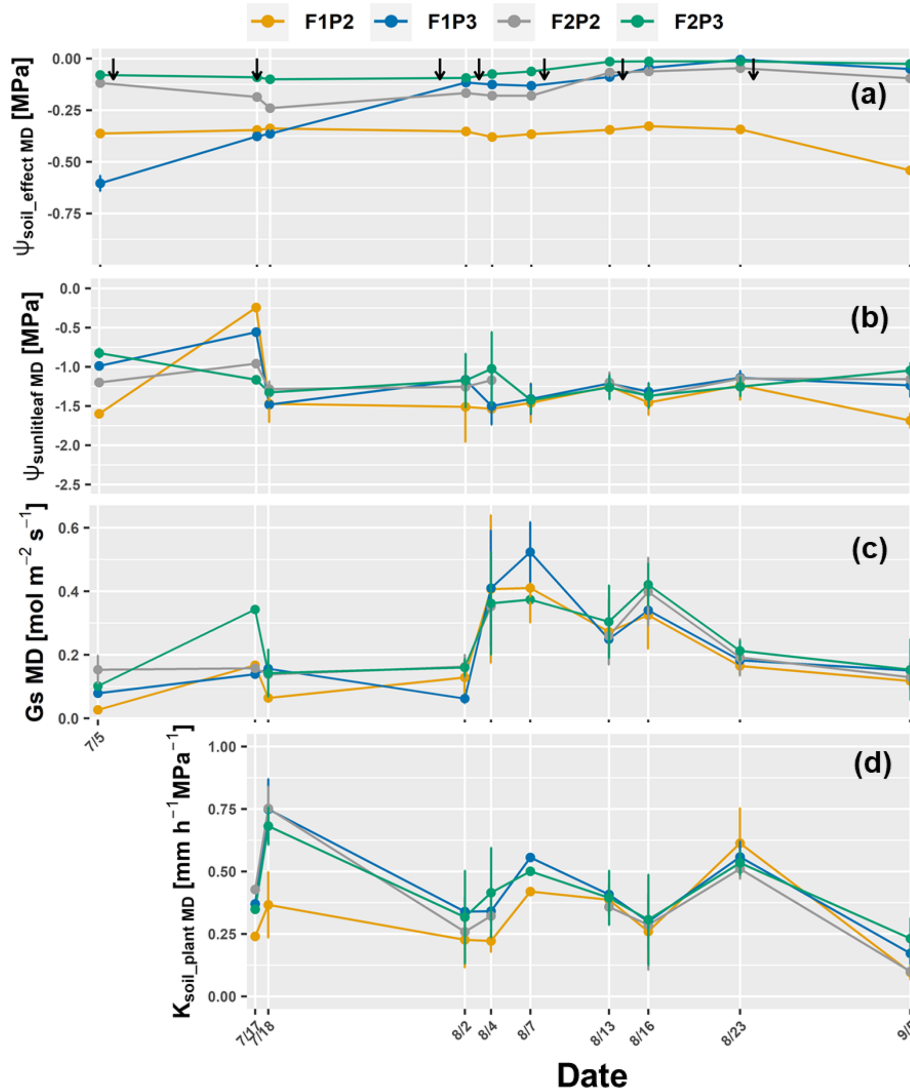 F1P2 F1P3 F2P2 F2P3
(a)
Ψsoil_effect MD [MPa]
0.00
-0.25
-0.50
-0.75
(b)
Ψsunlitleaf MD [MPa]
0.0
-0.5
-1.0
-1.5
-2.0
-2.5
(c)
Gs MD [mol m−2 s−1]
0.6
0.4
0.2
0.0
7/5
(d)
Ksoil_plant MD [mm h−1MPa−1]
1.00
0.75
0.50
0.25
0.00
7/17 7/18 8/2 8/4 8/7 8/13 8/16 8/23
Date